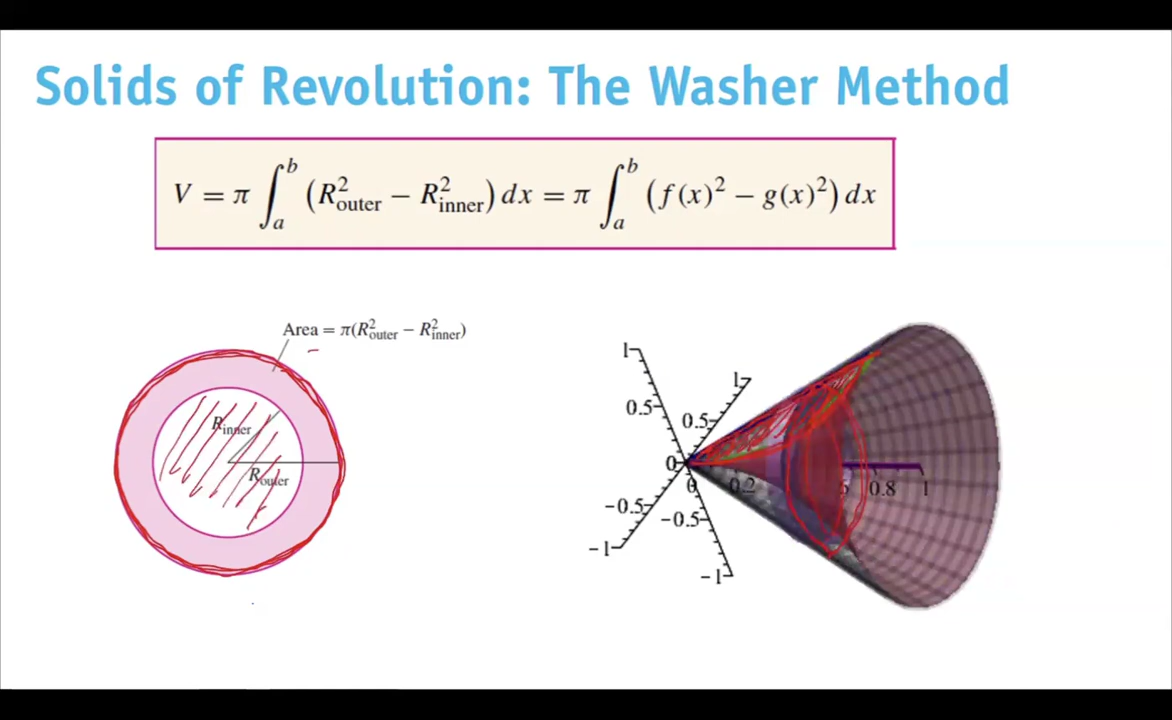 Solids of Revolution: The Washer Method
V = π ∫_a^b (R²_outer − R²_inner) dx = π ∫_a^b (f(x)² − g(x)²) dx
Area = π(R²_outer − R²_inner)
R_inner
R_outer
1
1
0.5
0.5
0
0
0.2
0.8
1
−0.5
−0.5
−1
−1